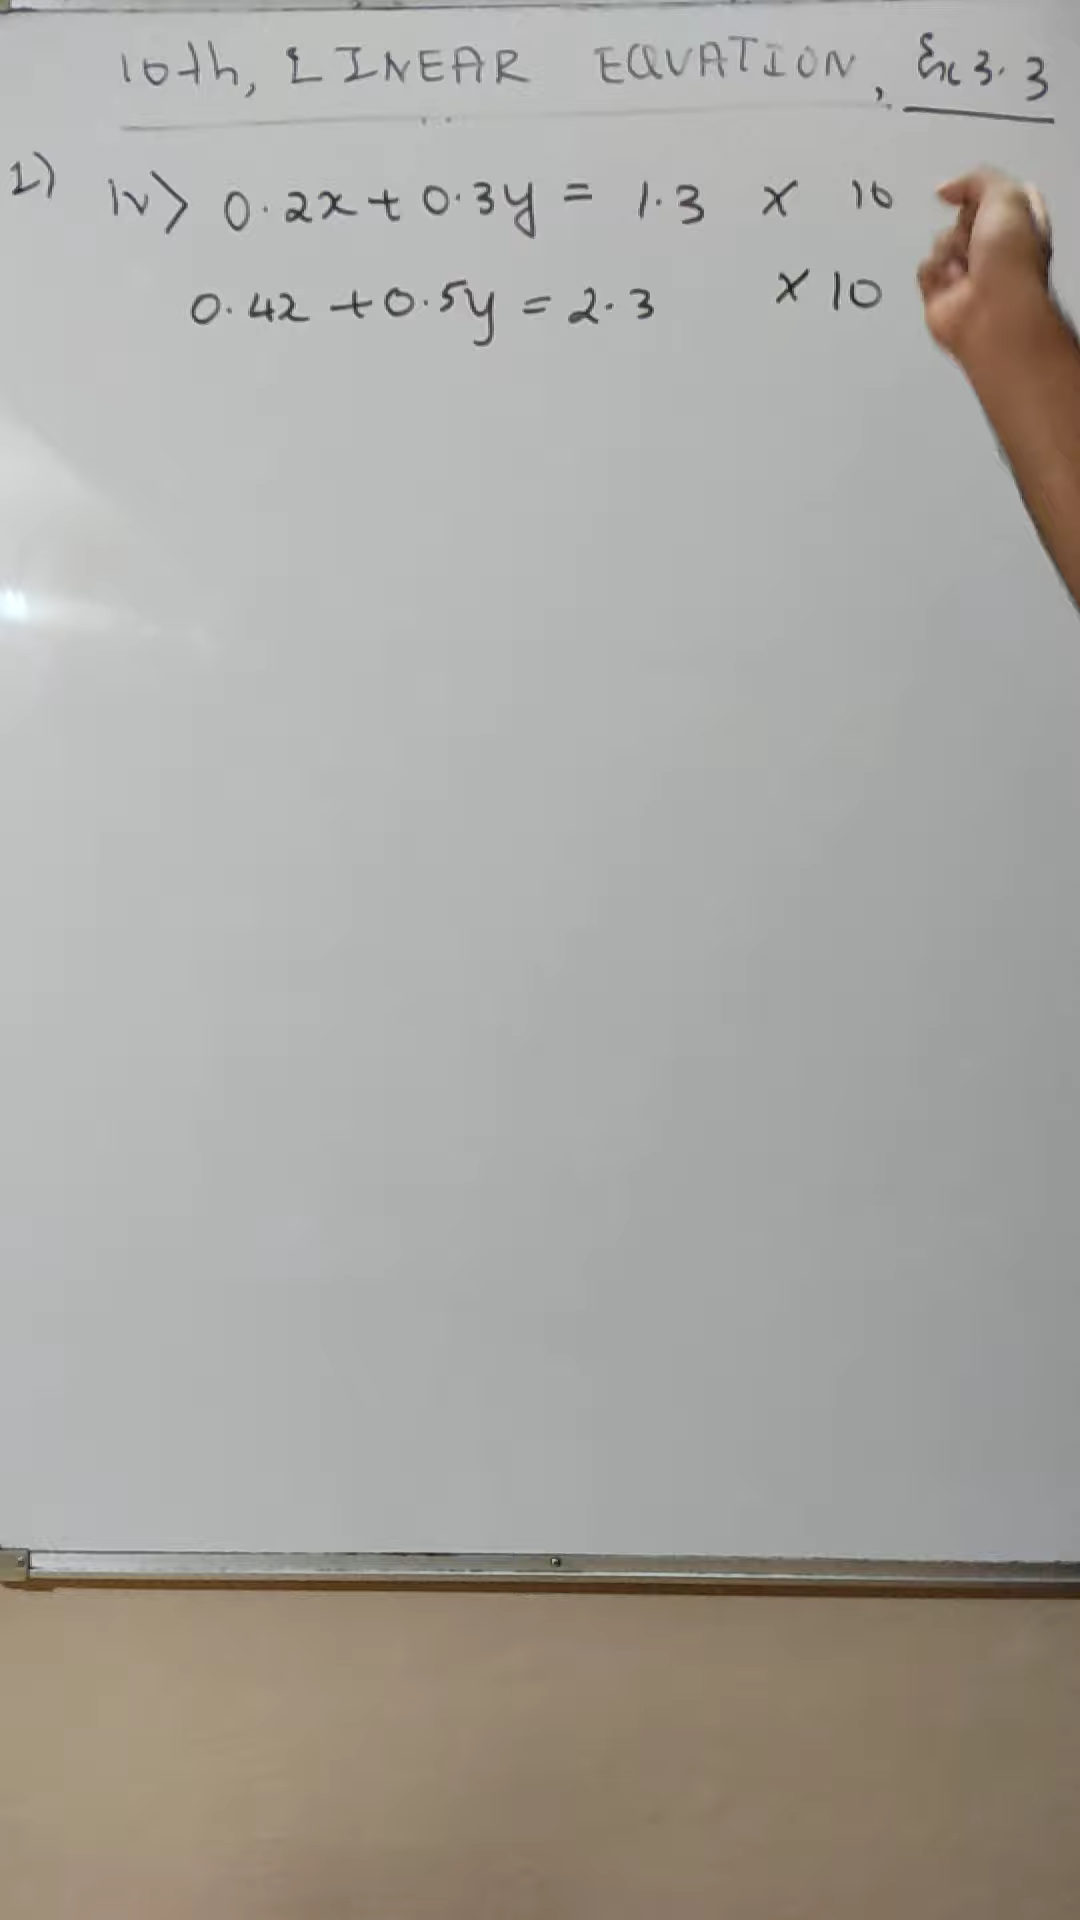 10th, LINEAR EQUATION, Ex 3.3
1) iv> 0.2x + 0.3y = 1.3 x 10
0.42 + 0.5y = 2.3 x 10